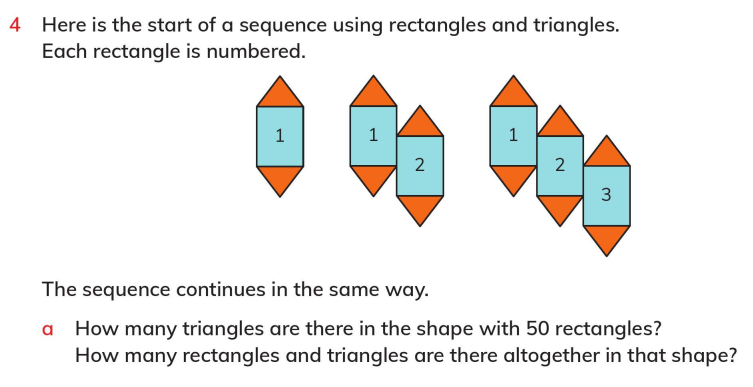 4 Here is the start of a sequence using rectangles and triangles.
Each rectangle is numbered.
1 1 2 1 2 3
The sequence continues in the same way.
a How many triangles are there in the shape with 50 rectangles?
How many rectangles and triangles are there altogether in that shape?